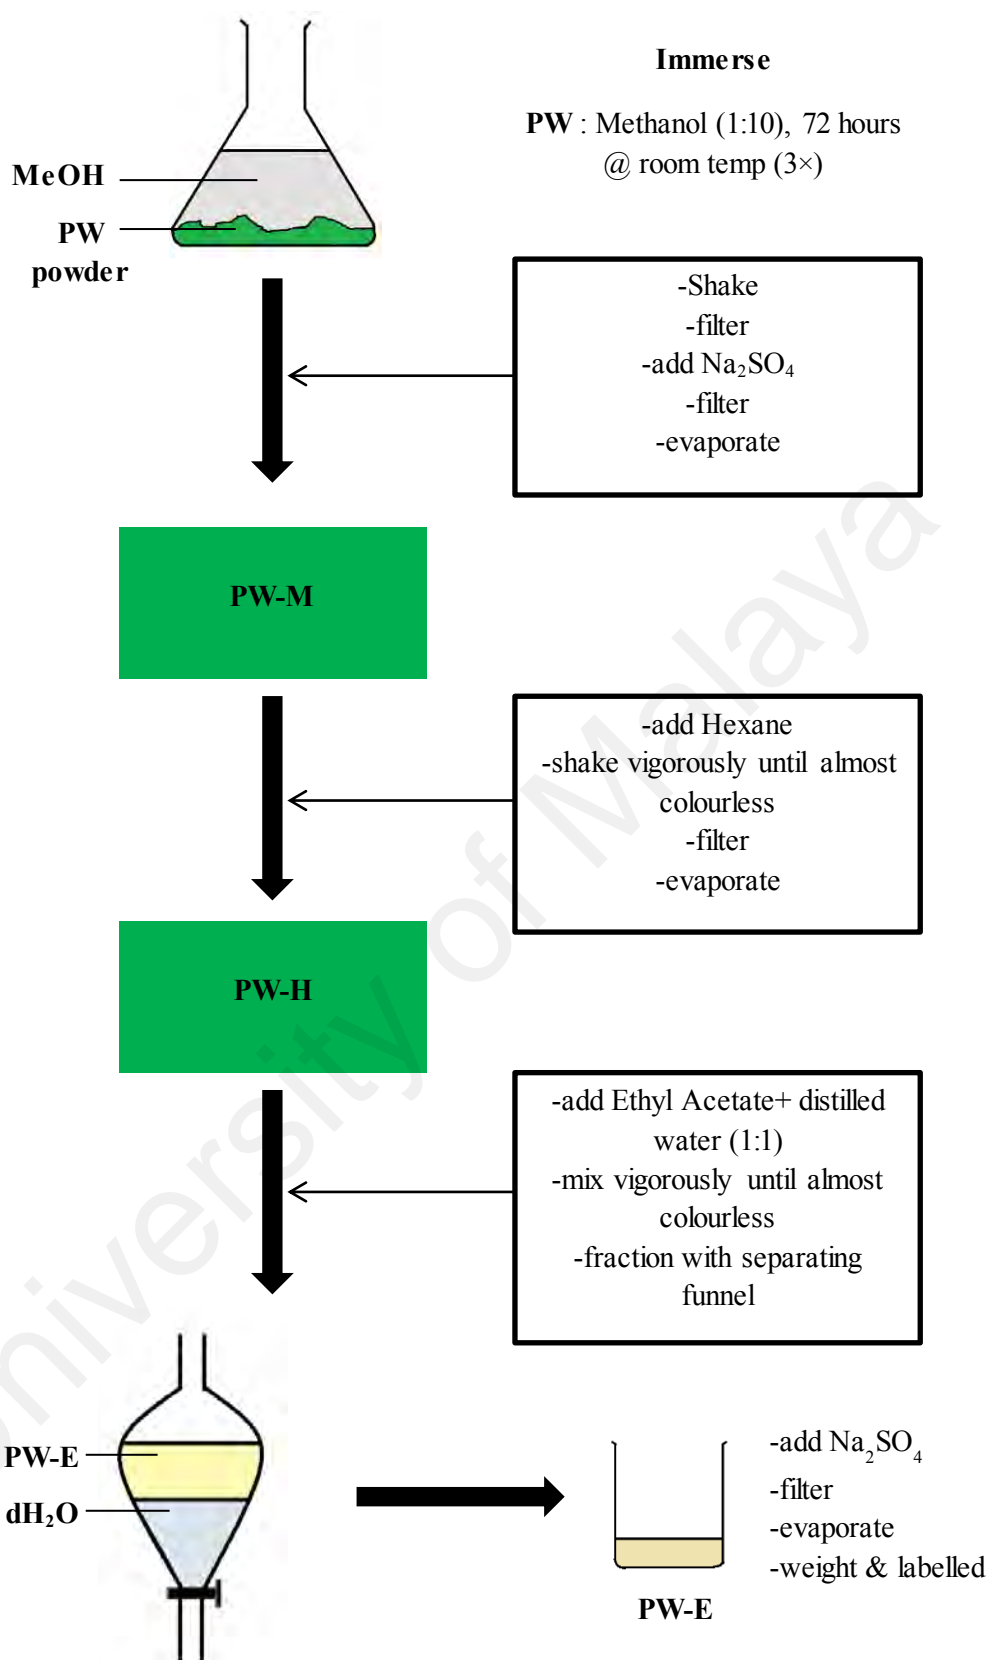 Immerse
PW : Methanol (1:10), 72 hours
@ room temp (3×)
MeOH
PW
powder
-Shake
-filter
-add Na₂SO₄
-filter
-evaporate
PW-M
-add Hexane
-shake vigorously until almost
colourless
-filter
-evaporate
PW-H
-add Ethyl Acetate+ distilled
water (1:1)
-mix vigorously until almost
colourless
-fraction with separating
funnel
PW-E
dH₂O
-add Na₂SO₄
-filter
-evaporate
-weight & labelled
PW-E
University of Malaya